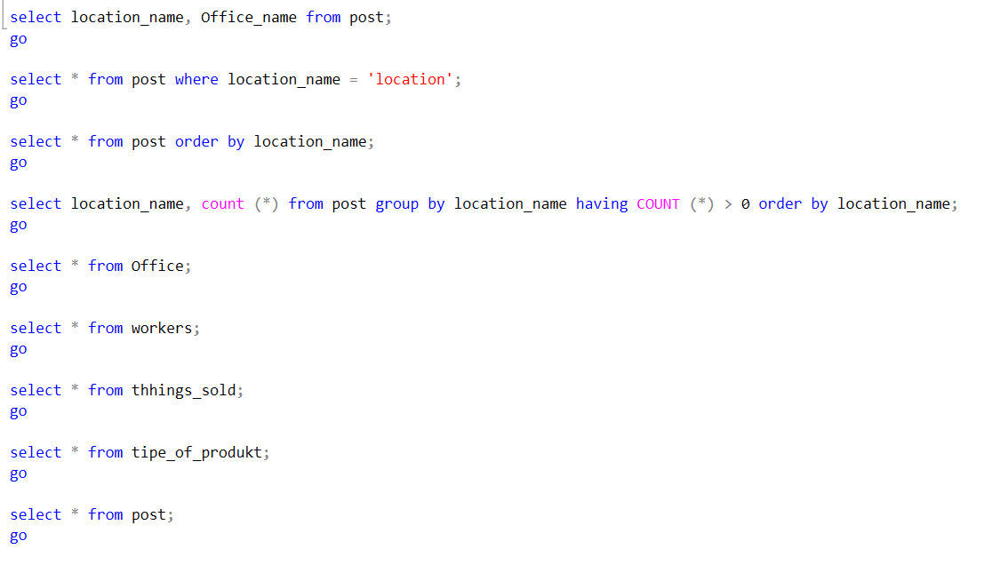 select location_name, Office_name from post;
go
select * from post where location_name = 'location';
go
select * from post order by location_name;
go
select location_name, count (*) from post group by location_name having COUNT (*) > 0 order by location_name;
go
select * from Office;
go
select * from workers;
go
select * from thhings_sold;
go
select * from tipe_of_produkt;
go
select * from post;
go